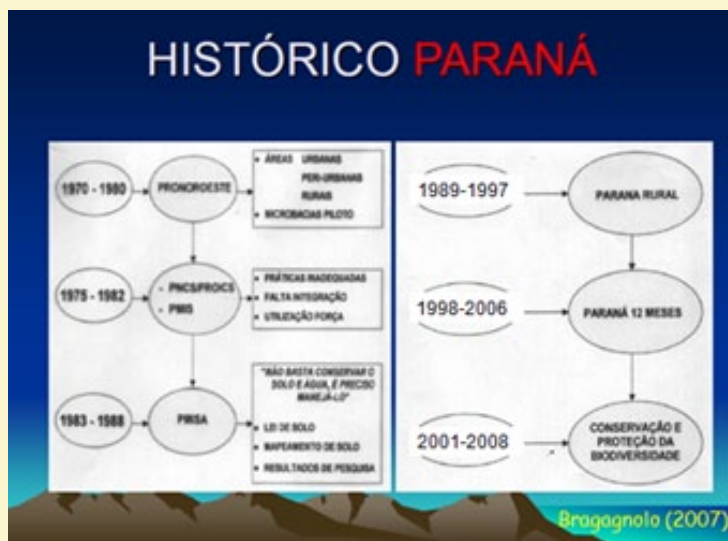 HISTÓRICO PARANÁ
1970 - 1980
PRONOROESTE
• ÁREAS URBANAS
PERI-URBANAS
RURAIS
• MICROBACIAS PILOTO
1975 - 1982
- PNCS/PROICS
- PMIS
• PRÁTICAS INADEQUADAS
• FALTA INTEGRAÇÃO
• UTILIZAÇÃO FORÇA
1983 - 1988
PMISA
"NÃO BASTA CONSERVAR O
SOLO E ÁGUA, É PRECISO
MANEJÁ-LO"
• LEI DE SOLO
• MAPEAMENTO DE SOLO
• RESULTADOS DE PESQUISA
1989-1997
PARANA RURAL
1998-2006
PARANÁ 12 MESES
2001-2008
CONSERVAÇÃO E
PROTEÇÃO DA
BIODIVERSIDADE
Bragagnolo (2007)